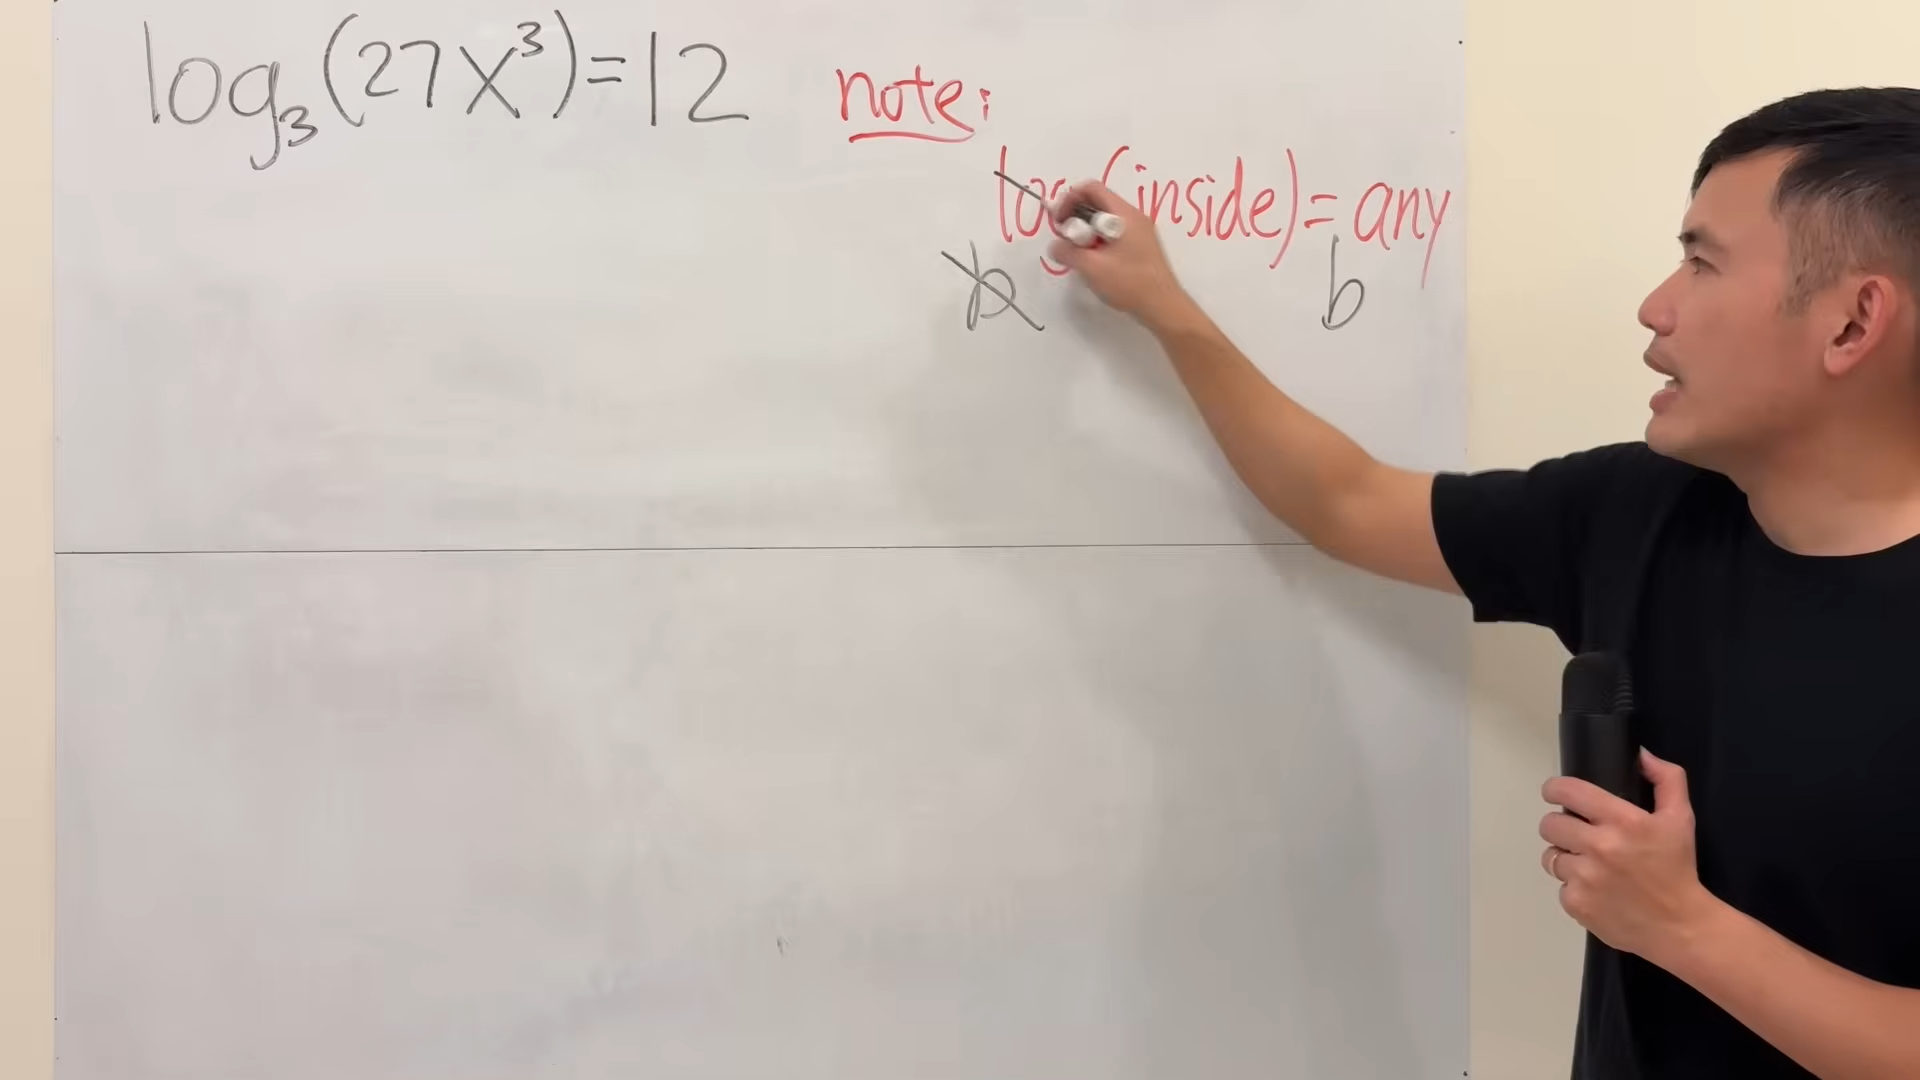 log₃(27x³)=12
note:
log(inside)=any
b b